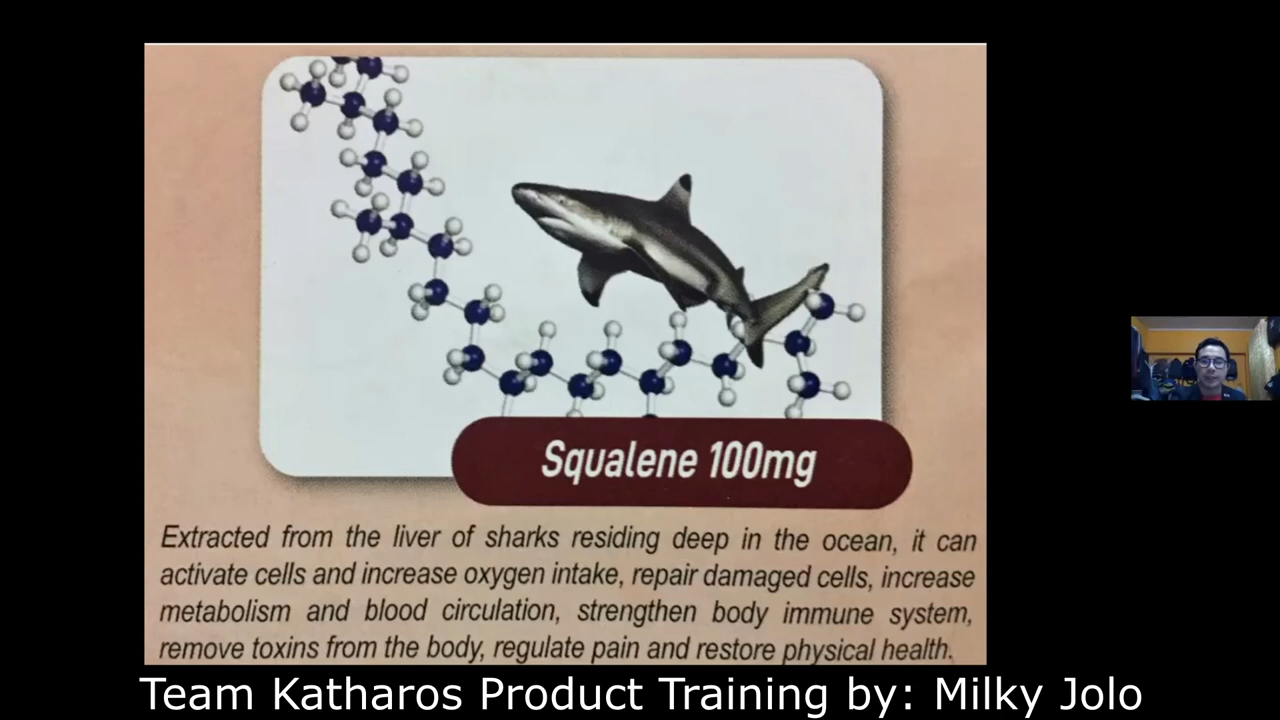 Squalene 100mg
Extracted from the liver of sharks residing deep in the ocean, it can
activate cells and increase oxygen intake, repair damaged cells, increase
metabolism and blood circulation, strengthen body immune system,
remove toxins from the body, regulate pain and restore physical health.
Team Katharos Product Training by: Milky Jolo